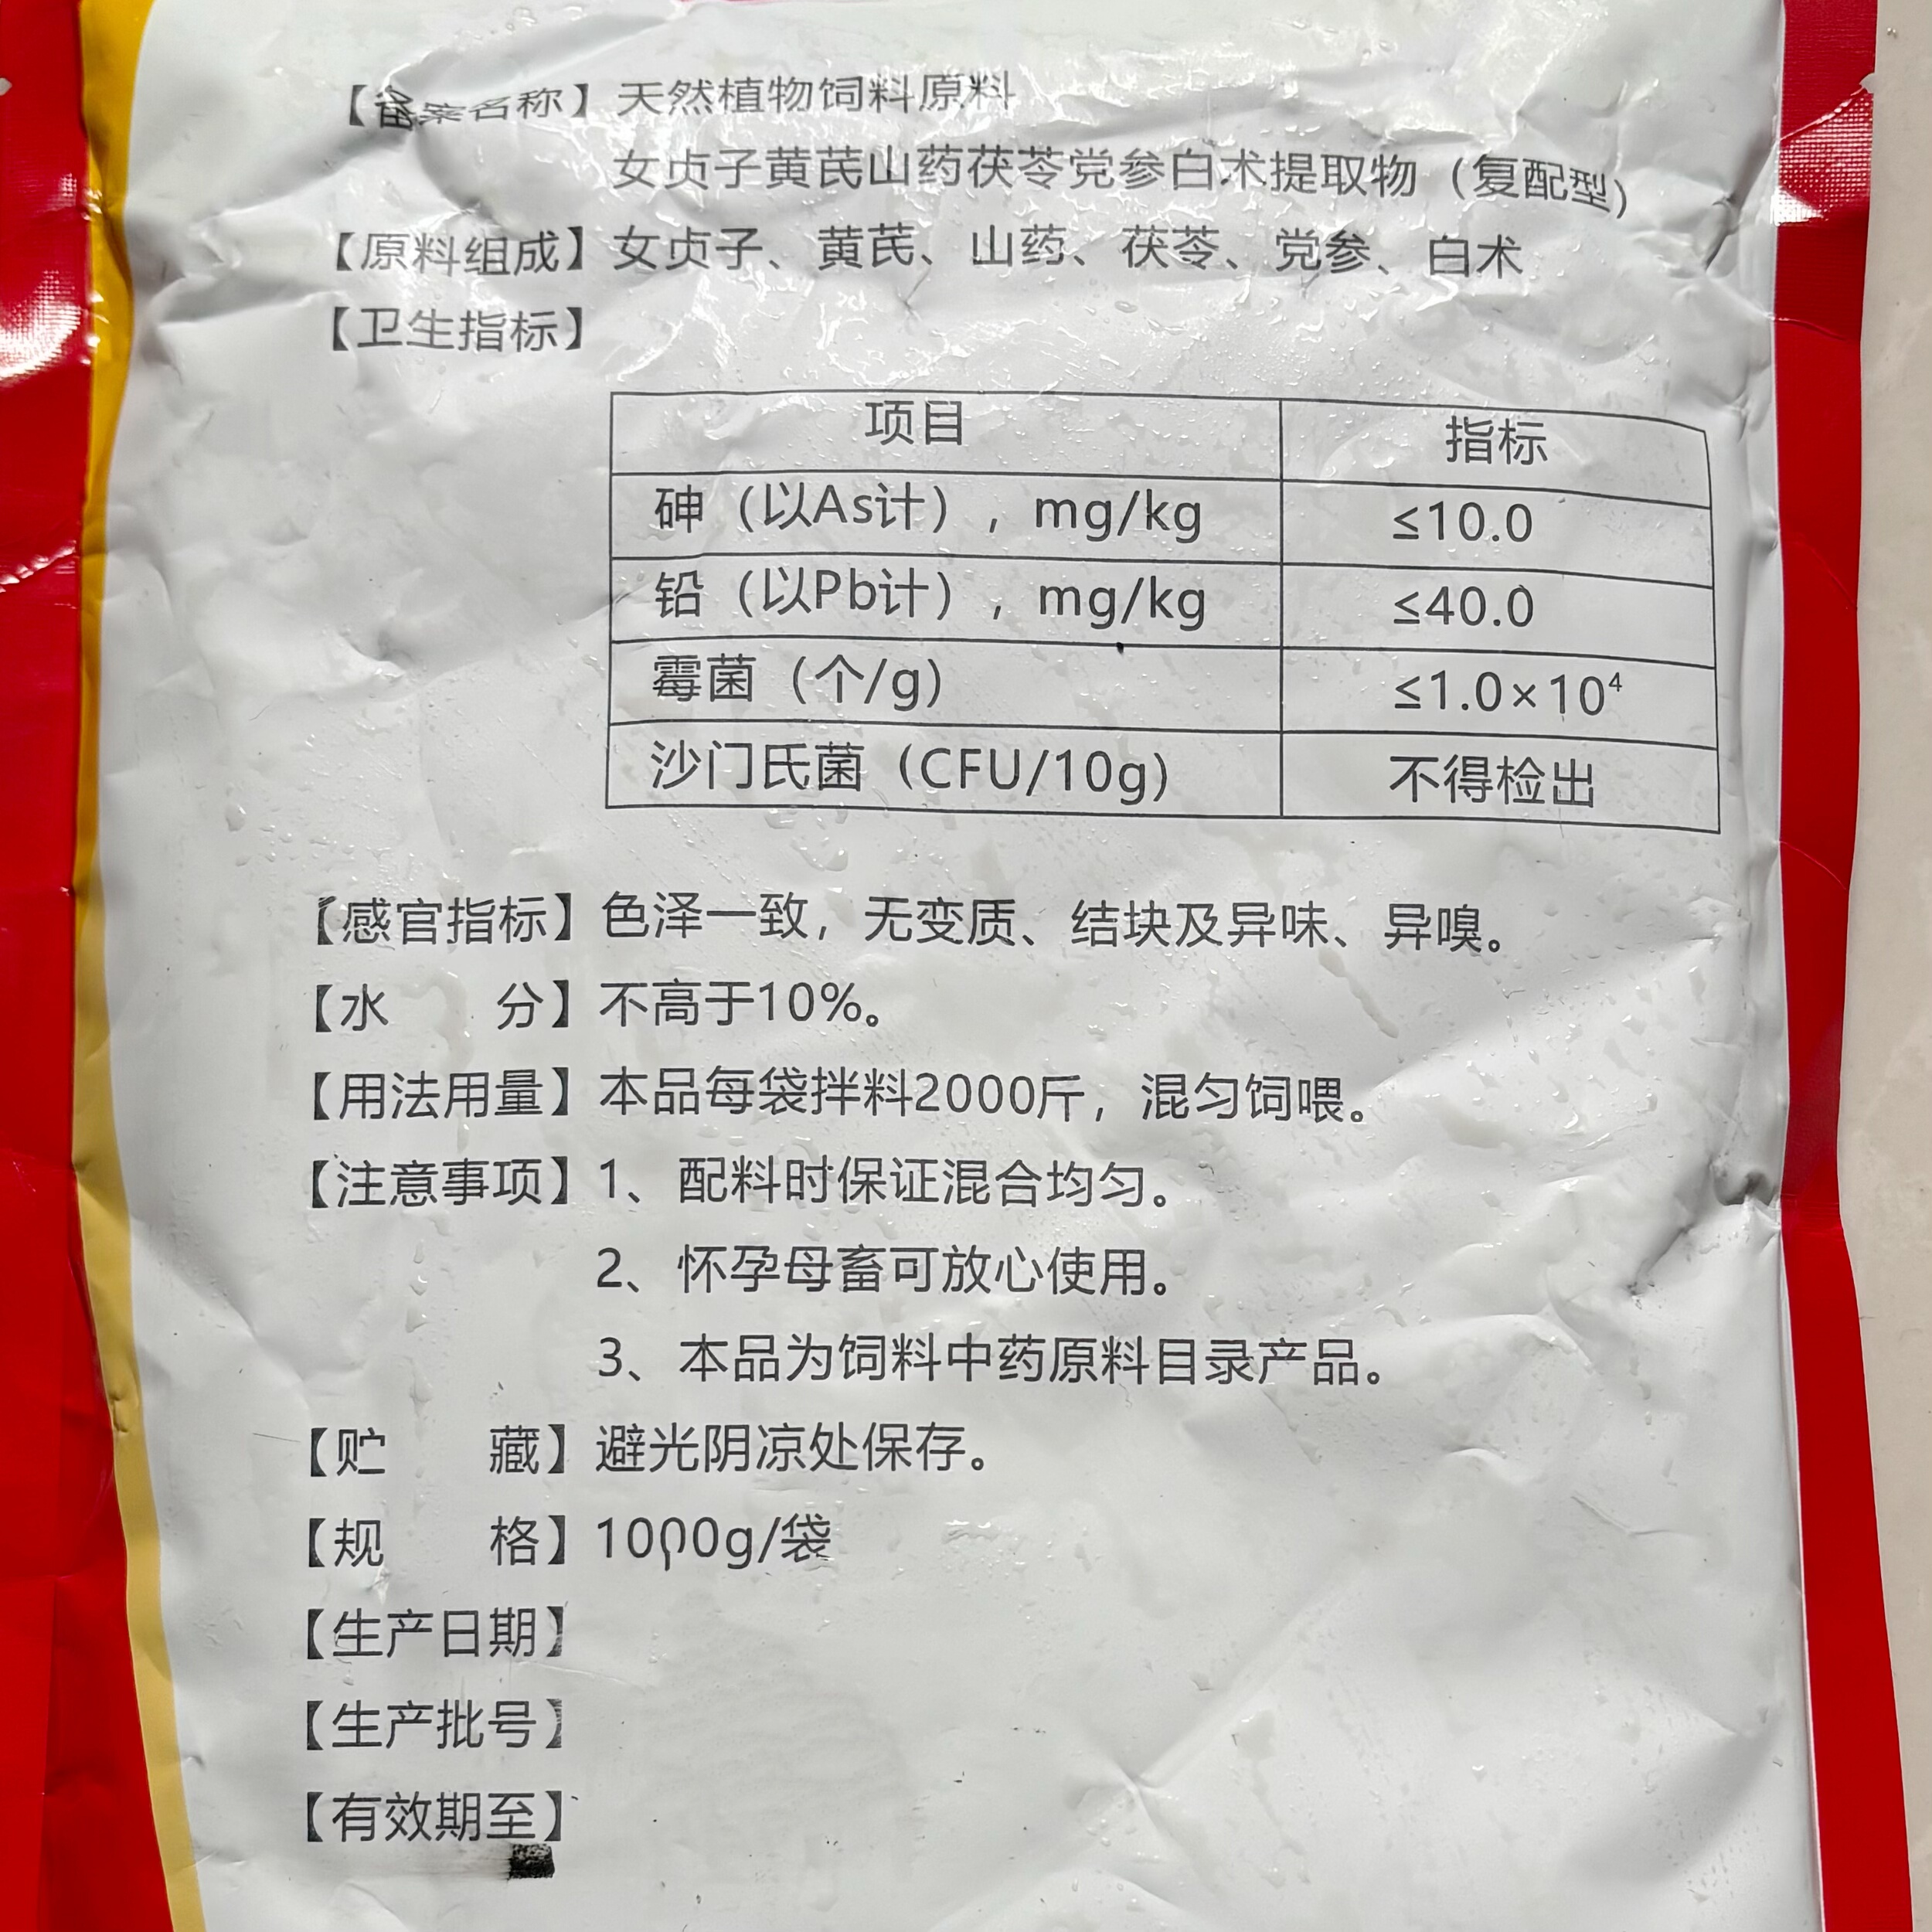 【备案名称】天然植物饲料原料
女贞子黄芪山药茯苓党参白术提取物（复配型）
【原料组成】女贞子、黄芪、山药、茯苓、党参、白术
【卫生指标】
项目 指标
砷（以As计），mg/kg ≤10.0
铅（以Pb计），mg/kg ≤40.0
霉菌（个/g） ≤1.0×10⁴
沙门氏菌（CFU/10g） 不得检出
【感官指标】色泽一致，无变质、结块及异味、异嗅。
【水 分】不高于10%。
【用法用量】本品每袋拌料2000斤，混匀饲喂。
【注意事项】1、配料时保证混合均匀。
2、怀孕母畜可放心使用。
3、本品为饲料中药原料目录产品。
【贮 藏】避光阴凉处保存。
【规 格】1000g/袋
【生产日期】
【生产批号】
【有效期至】